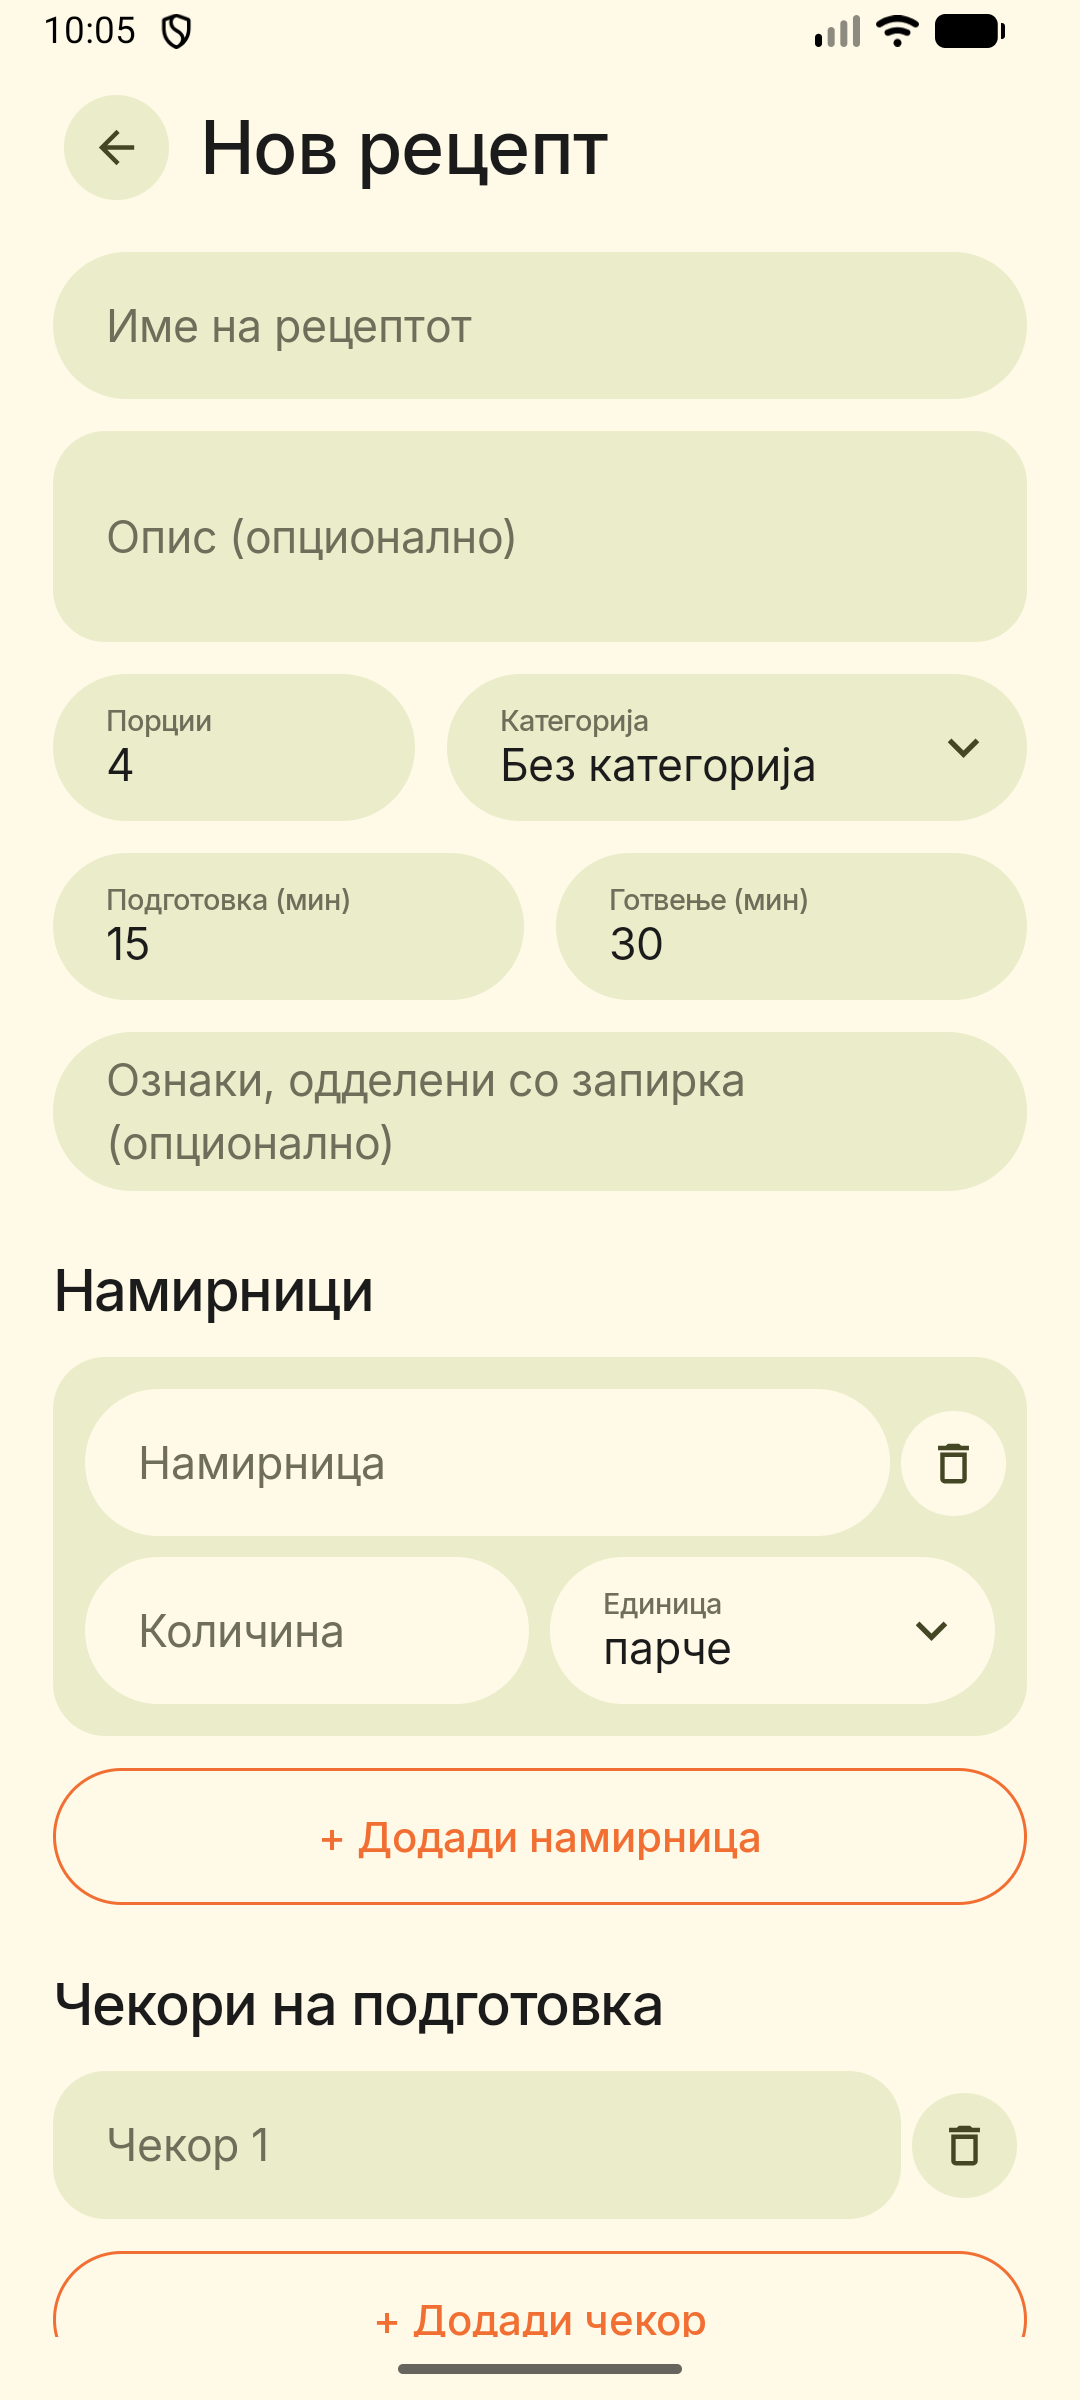 10:05
Нов рецепт
Име на рецептот
Опис (опционално)
Порции
4
Категорија
Без категорија
Подготовка (мин)
15
Готвење (мин)
30
Ознаки, одделени со запирка
(опционално)
Намирници
Намирница
Количина
Единица
парче
+ Додади намирница
Чекори на подготовка
Чекор 1
+ Додади чекор